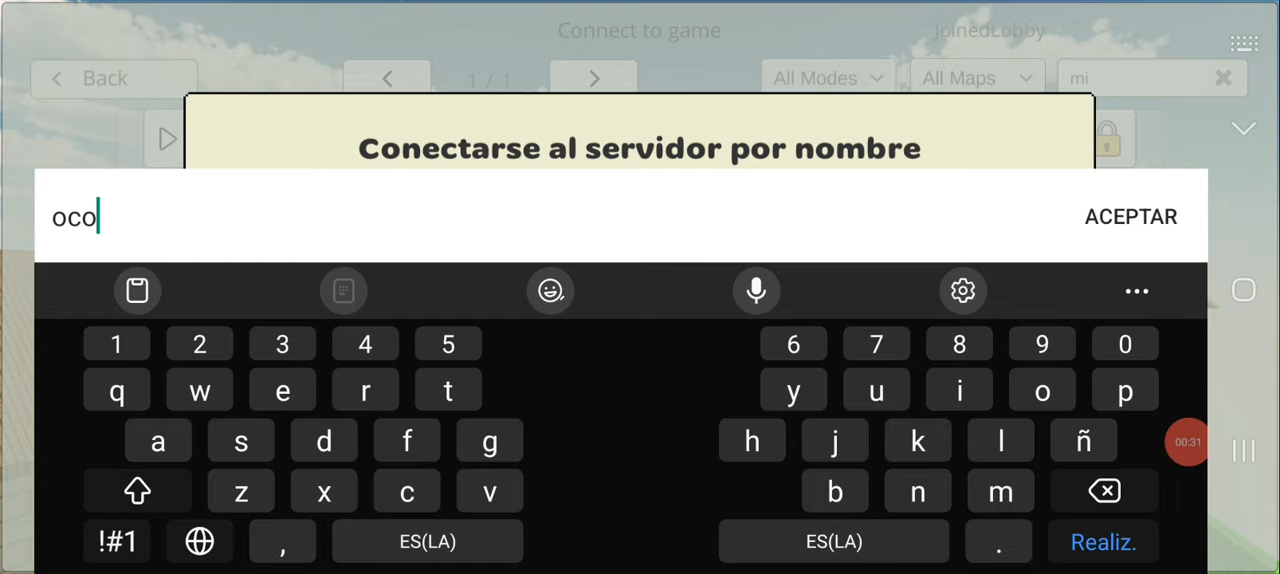 Connect to game
JoinedLobby
Back
1 / 1
All Modes
All Maps
mi
Conectarse al servidor por nombre
oco
ACEPTAR
1 2 3 4 5 6 7 8 9 0
q w e r t y u i o p
a s d f g h j k l ñ
00:31
z x c v b n m
!#1 , ES(LA) ES(LA) . Realiz.